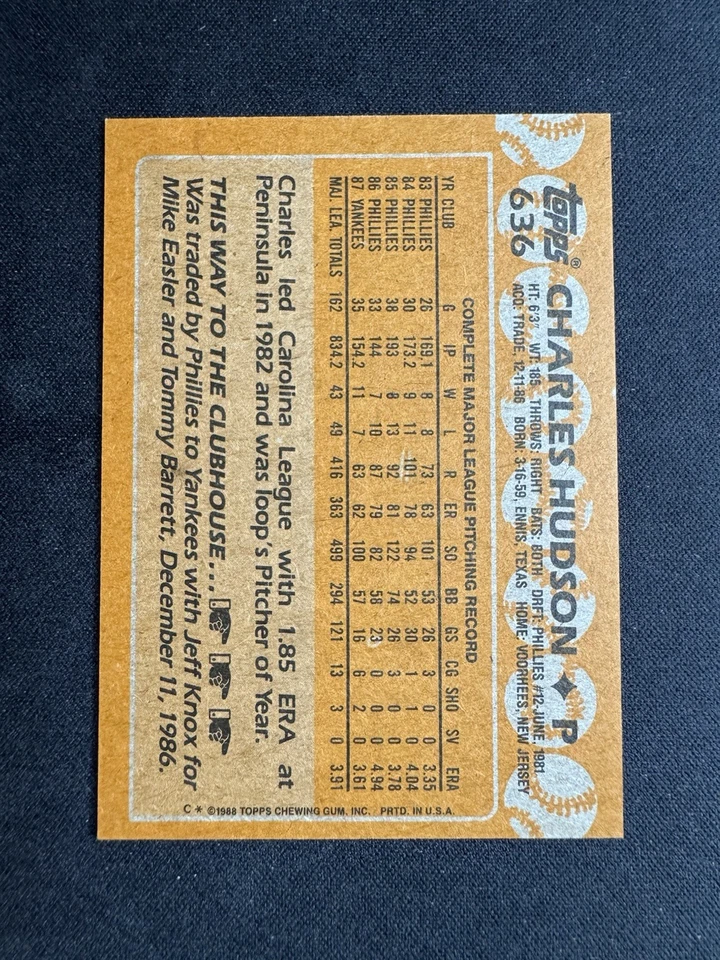 topps® CHARLES HUDSON ✦ P
636
HT: 6'3" WT: 185 THROWS: RIGHT BATS: BOTH DRFT: PHILLIES #12-JUNE, 1981
ACQ: TRADE, 12-11-86 BORN: 3-16-59, ENNIS, TEXAS HOME: VOORHEES, NEW JERSEY
COMPLETE MAJOR LEAGUE PITCHING RECORD
YR CLUB G IP W L R ER SO BB GS CG SHO SV ERA
83 PHILLIES 26 169.1 8 8 73 63 101 53 26 3 0 0 3.35
84 PHILLIES 30 173.2 9 11 101 78 94 52 30 1 1 0 4.04
85 PHILLIES 38 193 8 13 92 81 122 74 26 3 0 0 3.78
86 PHILLIES 33 144 7 10 87 79 82 58 23 0 0 0 4.94
87 YANKEES 35 154.2 11 7 63 62 100 57 16 6 2 0 3.61
MAJ. LEA. TOTALS 162 834.2 43 49 416 363 499 294 121 13 3 0 3.91
Charles led Carolina League with 1.85 ERA at
Peninsula in 1982 and was loop's Pitcher of Year.
THIS WAY TO THE CLUBHOUSE...
Was traded by Phillies to Yankees with Jeff Knox for
Mike Easler and Tommy Barrett, December 11, 1986.
C * ©1988 TOPPS CHEWING GUM, INC. PRTD. IN U.S.A.